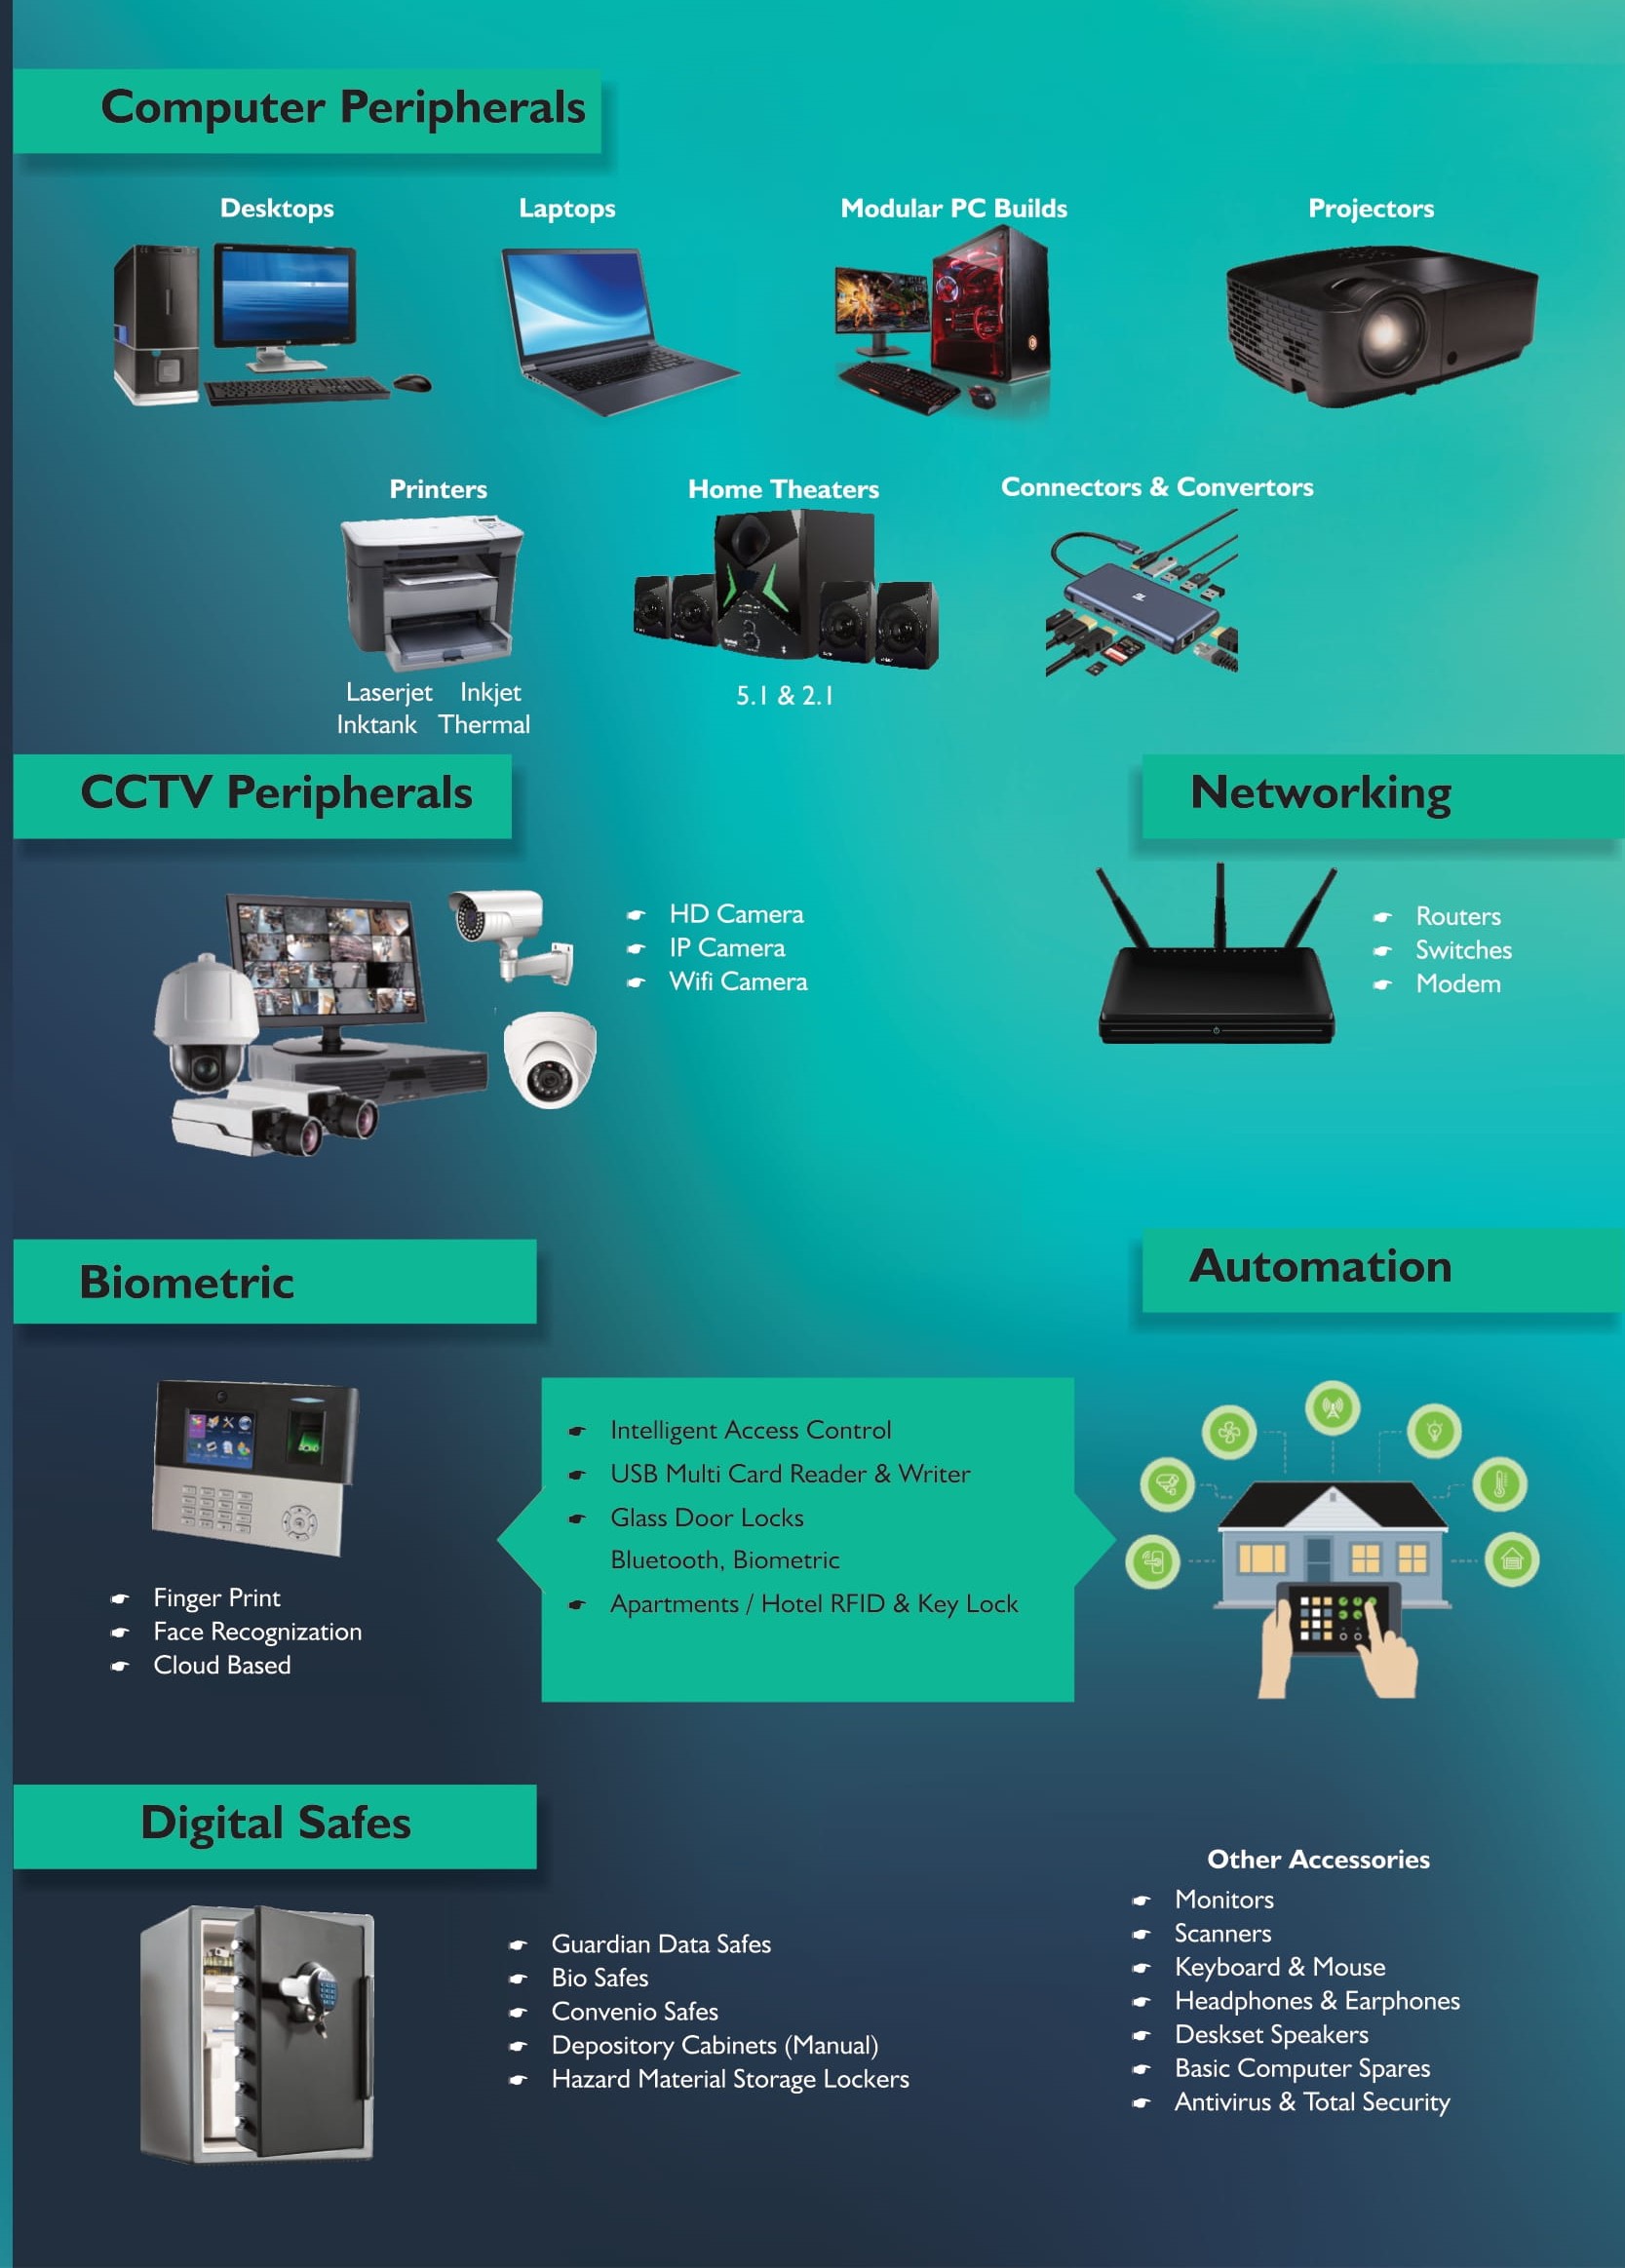 Computer Peripherals
Desktops
Laptops
Modular PC Builds
Projectors
Printers
Home Theaters
Connectors & Convertors
Laserjet Inkjet
Inktank Thermal
5.1 & 2.1
CCTV Peripherals
HD Camera
IP Camera
Wifi Camera
Networking
Routers
Switches
Modem
Biometric
Finger Print
Face Recognization
Cloud Based
Intelligent Access Control
USB Multi Card Reader & Writer
Glass Door Locks
Bluetooth, Biometric
Apartments / Hotel RFID & Key Lock
Automation
Digital Safes
Guardian Data Safes
Bio Safes
Convenio Safes
Depository Cabinets (Manual)
Hazard Material Storage Lockers
Other Accessories
Monitors
Scanners
Keyboard & Mouse
Headphones & Earphones
Deskset Speakers
Basic Computer Spares
Antivirus & Total Security